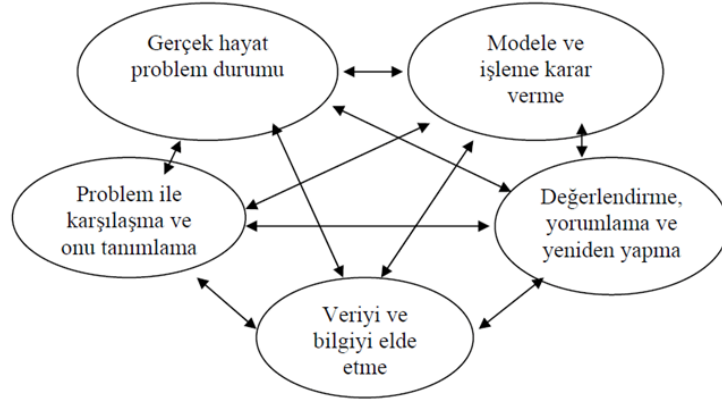 Gerçek hayat
problem durumu
Modele ve
işleme karar
verme
Problem ile
karşılaşma ve
onu tanımlama
Değerlendirme,
yorumlama ve
yeniden yapma
Veriyi ve
bilgiyi elde
etme